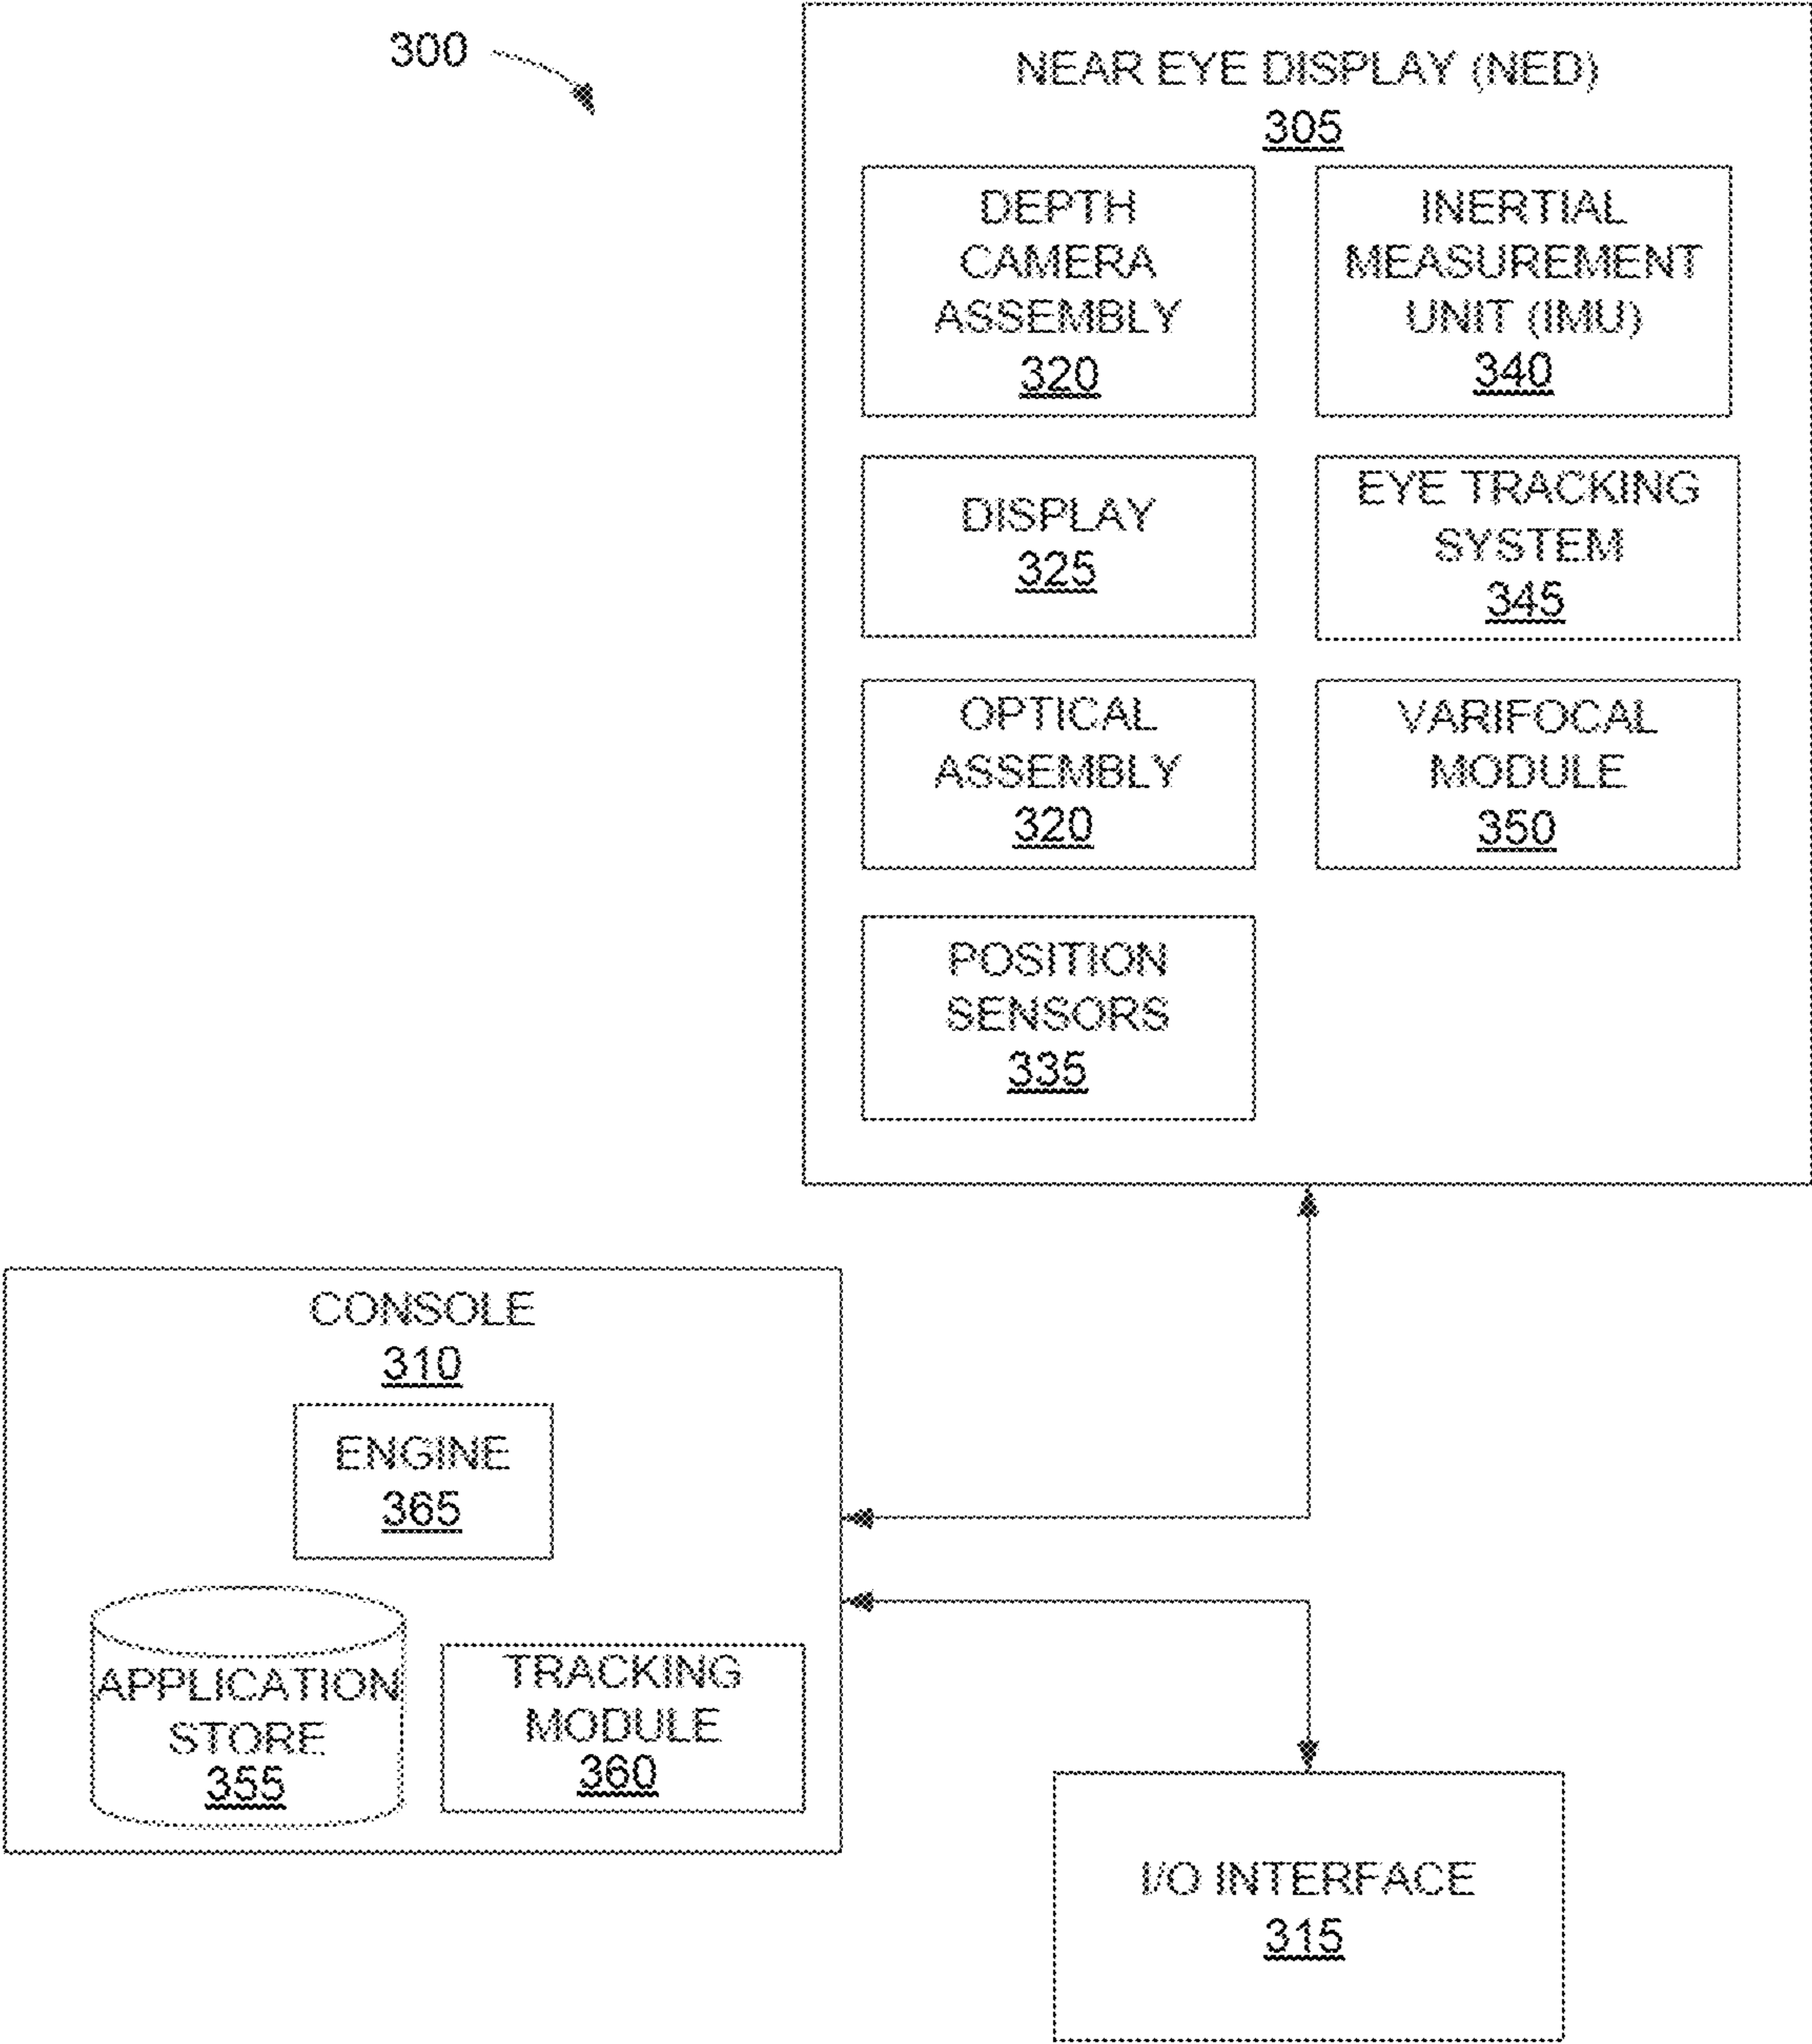 300
NEAR EYE DISPLAY (NED)
305
DEPTH
CAMERA
ASSEMBLY
320
INERTIAL
MEASUREMENT
UNIT (IMU)
340
DISPLAY
325
EYE TRACKING
SYSTEM
345
OPTICAL
ASSEMBLY
320
VARIFOCAL
MODULE
350
POSITION
SENSORS
335
CONSOLE
310
ENGINE
365
APPLICATION
STORE
355
TRACKING
MODULE
360
I/O INTERFACE
315